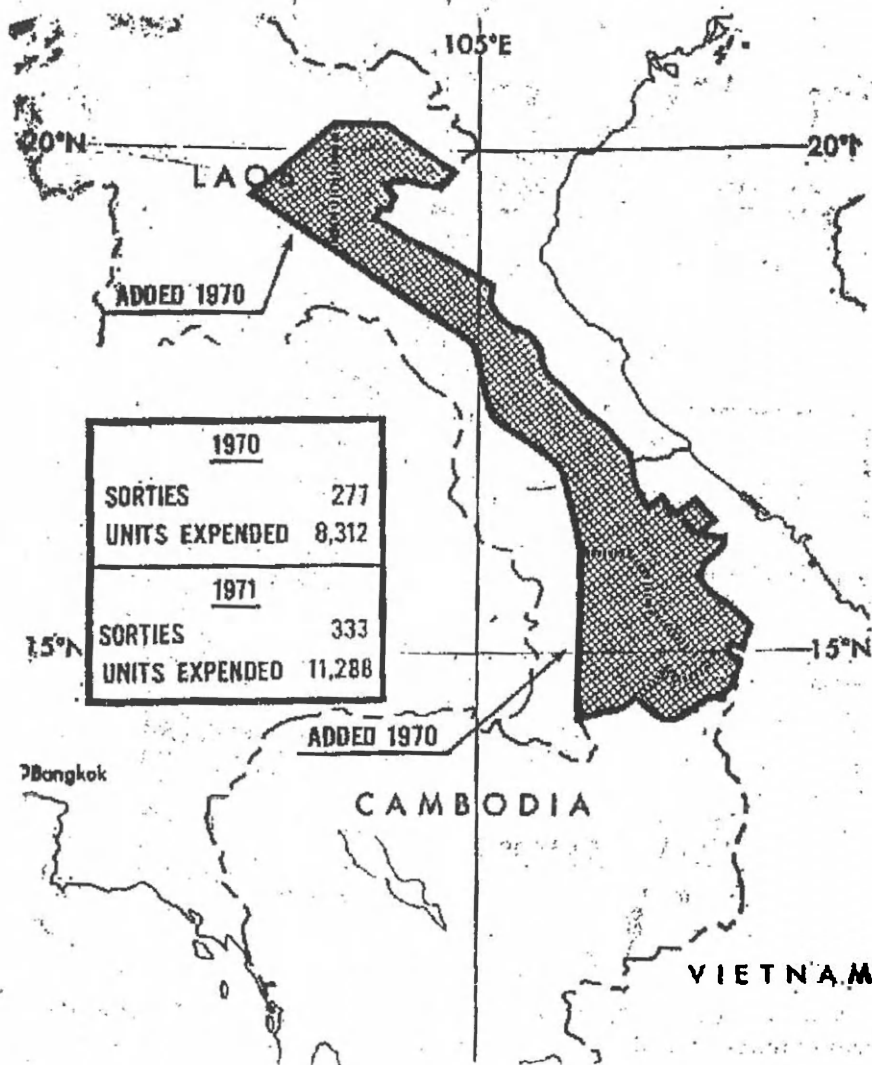 105°E
20°N
20°N
LAOS
ADDED 1970
1970
SORTIES 277
UNITS EXPENDED 8,312
1971
SORTIES 333
UNITS EXPENDED 11,288
15°N
15°N
ADDED 1970
Bangkok
CAMBODIA
VIETNAM